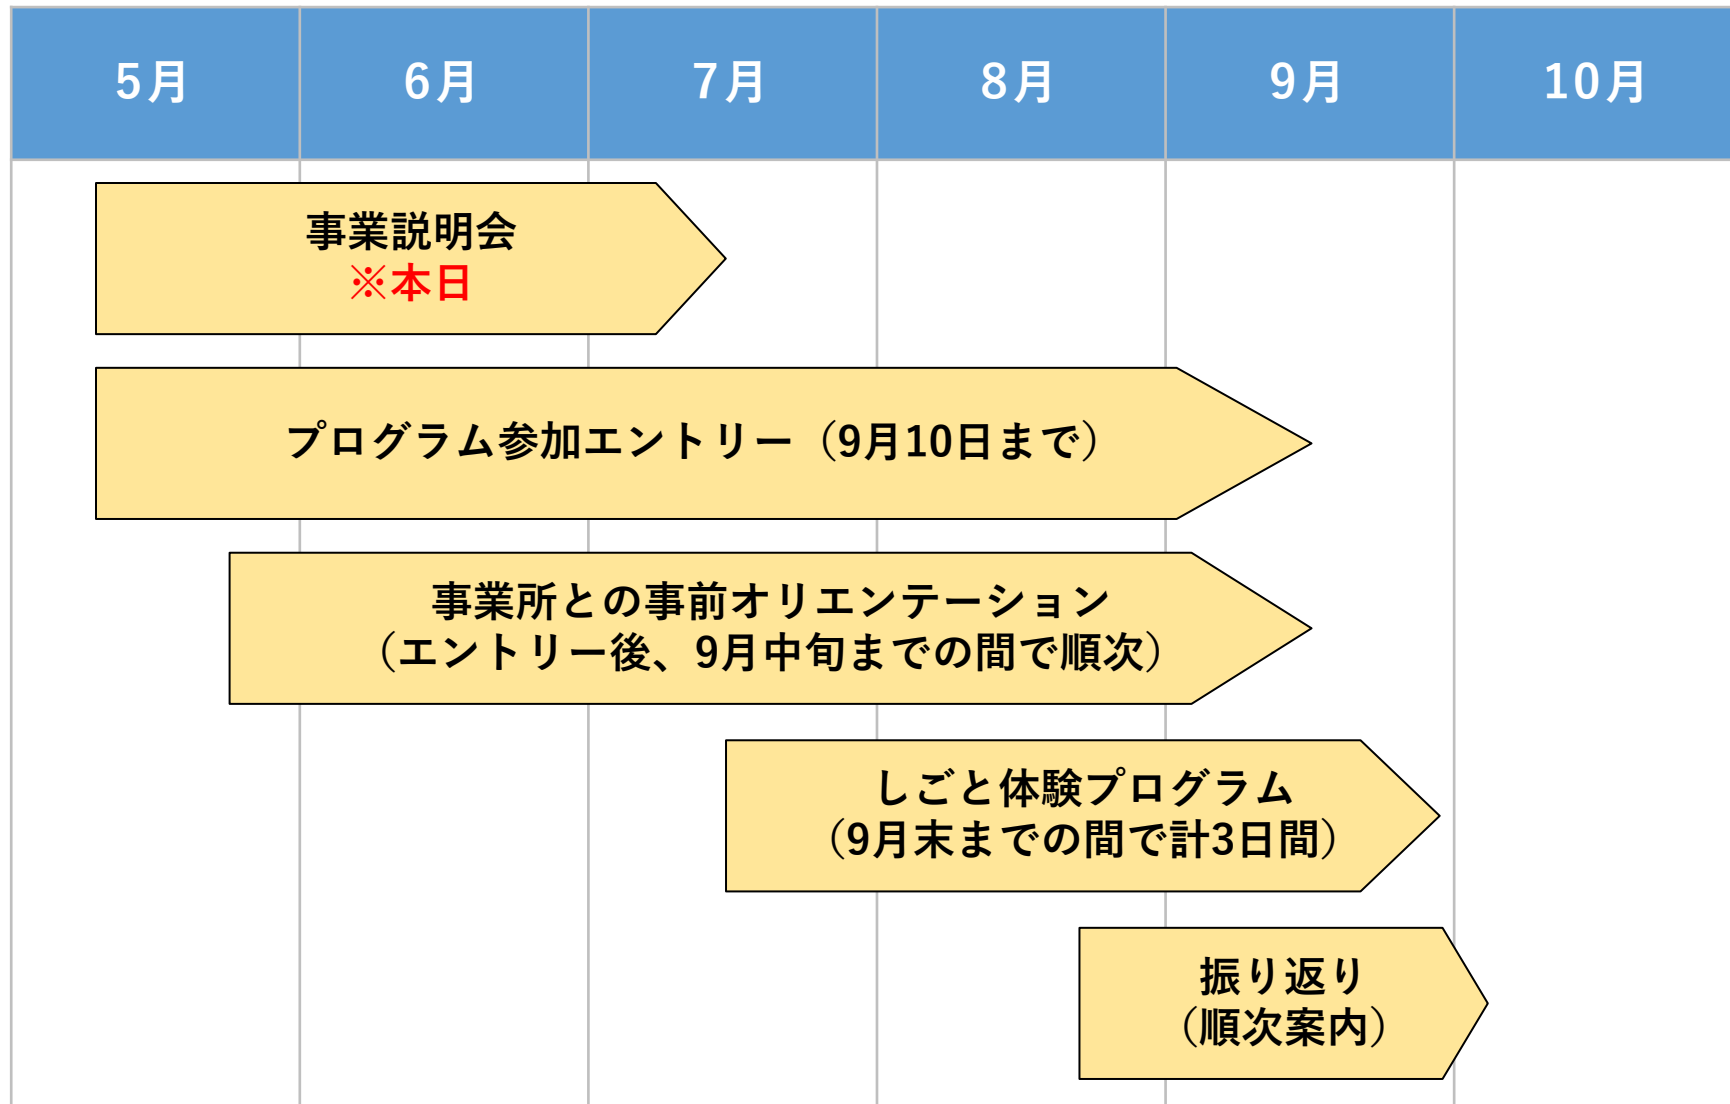 5月 6月 7月 8月 9月 10月
事業説明会
※本日
プログラム参加エントリー（9月10日まで）
事業所との事前オリエンテーション
（エントリー後、9月中旬までの間で順次）
しごと体験プログラム
（9月末までの間で計3日間）
振り返り
（順次案内）